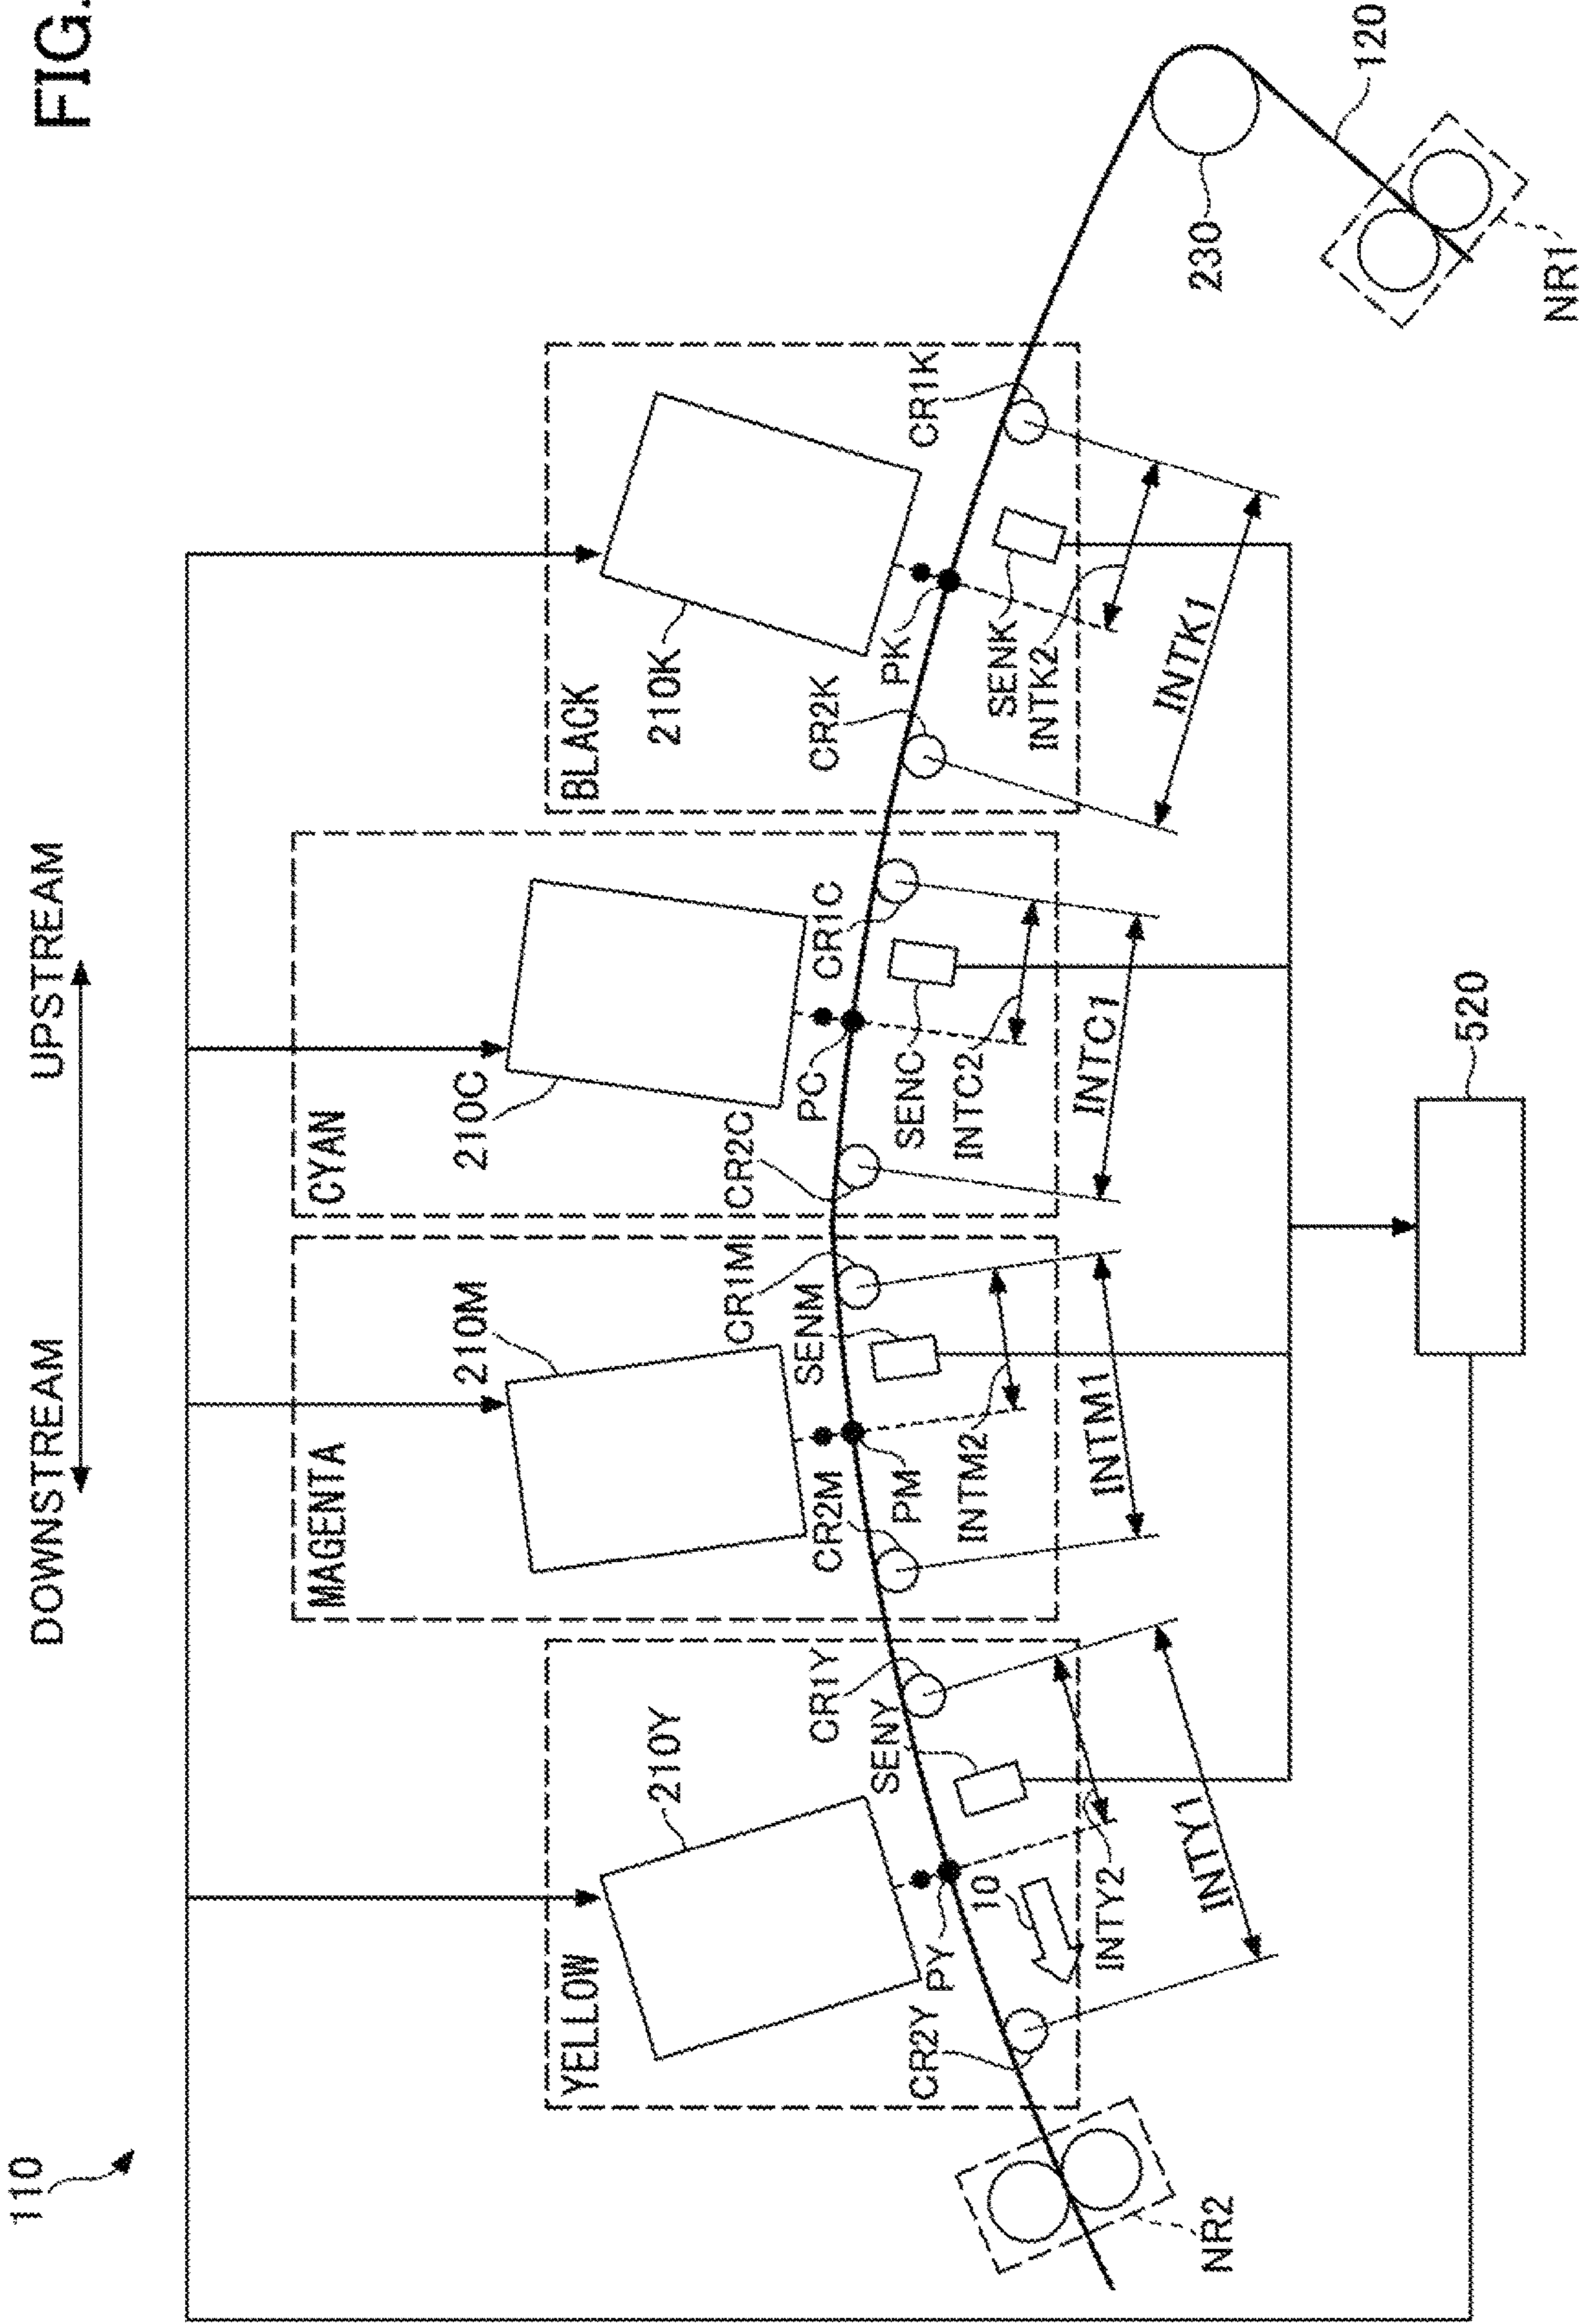 FIG.
110
DOWNSTREAM
UPSTREAM
YELLOW
MAGENTA
CYAN
BLACK
210Y
210M
210C
210K
CR2Y
PY
SENY
CR1Y
CR2M
PM
SENM
CR1M
CR2C
PC
CR1C
SENC
CR2K
PK
CR1K
SENK
10
INTY2
INTY1
INTM2
INTM1
INTC2
INTC1
INTK2
INTK1
230
120
NR2
NR1
520